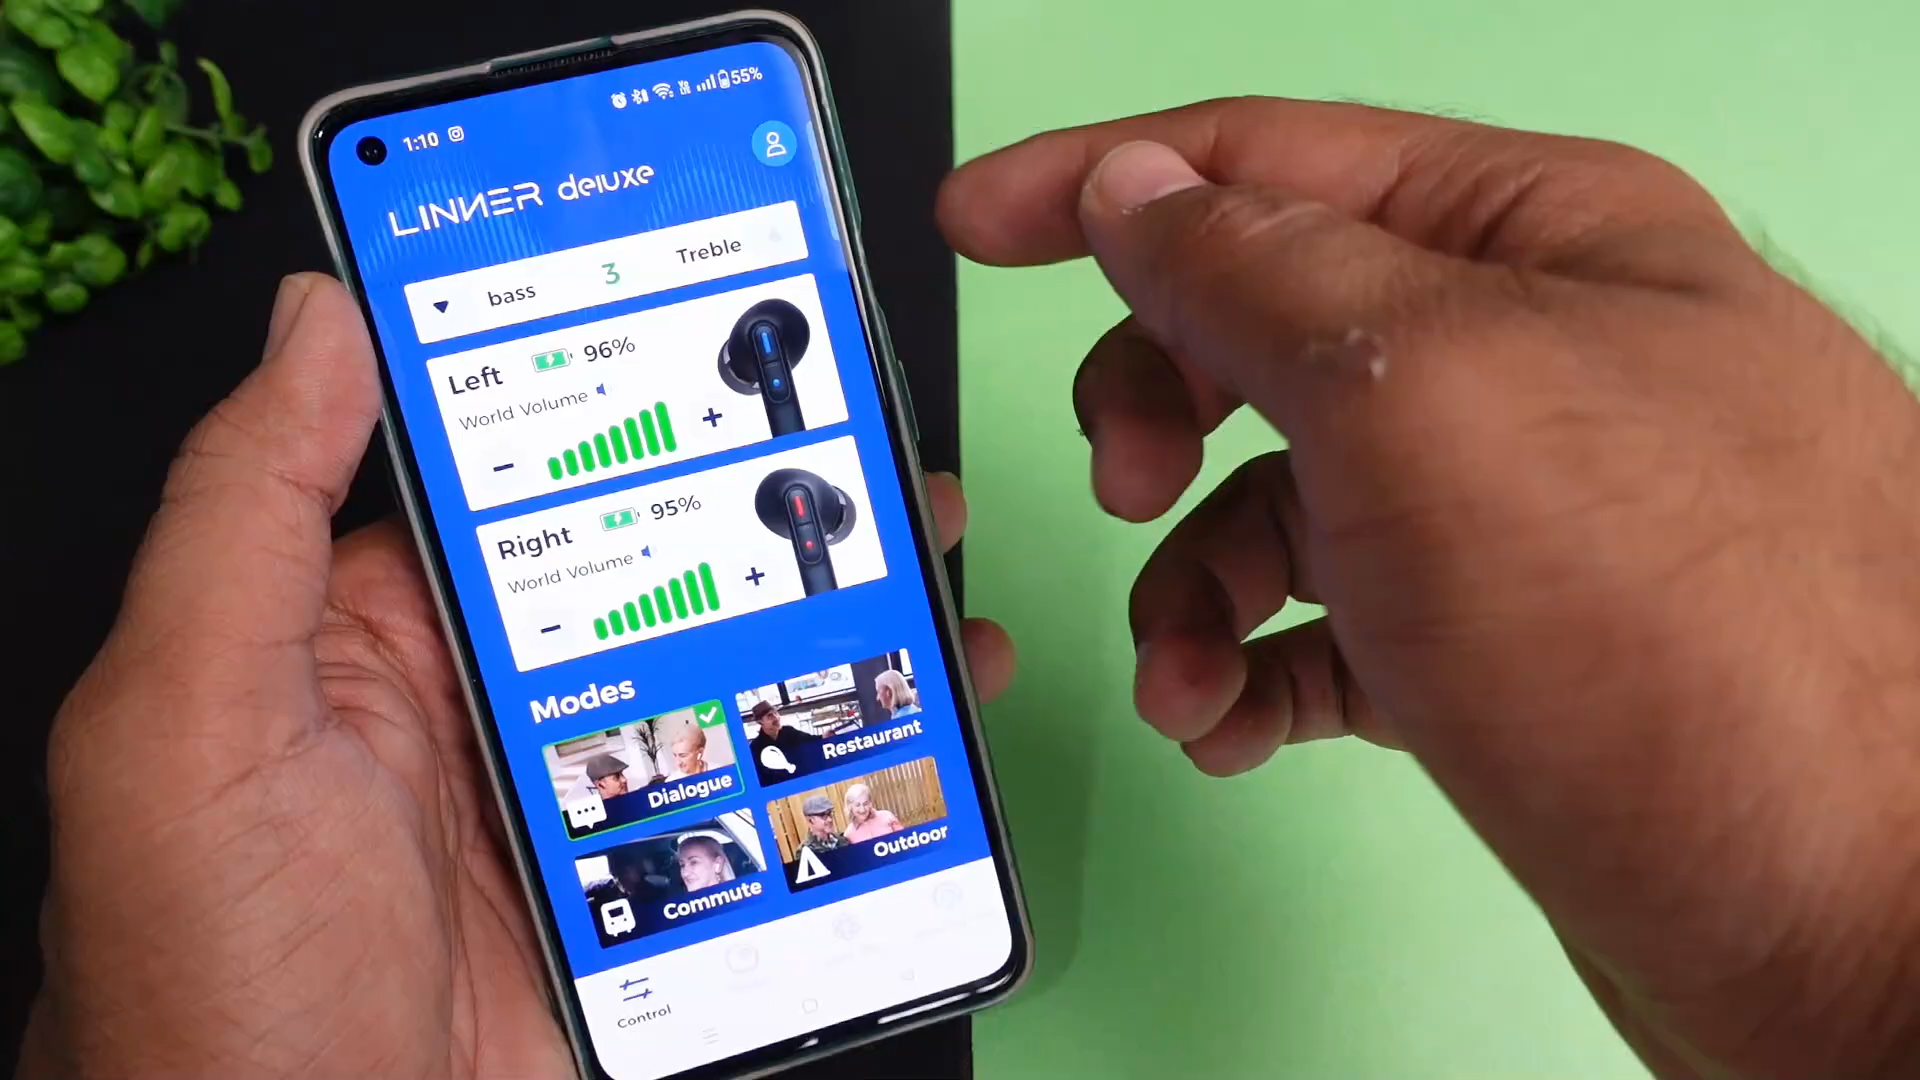 1:10 55%
LINNER deluxe
bass 3 Treble
Left 96%
World Volume
− +
Right 95%
World Volume
− +
Modes
Dialogue
Restaurant
Commute
Outdoor
Control